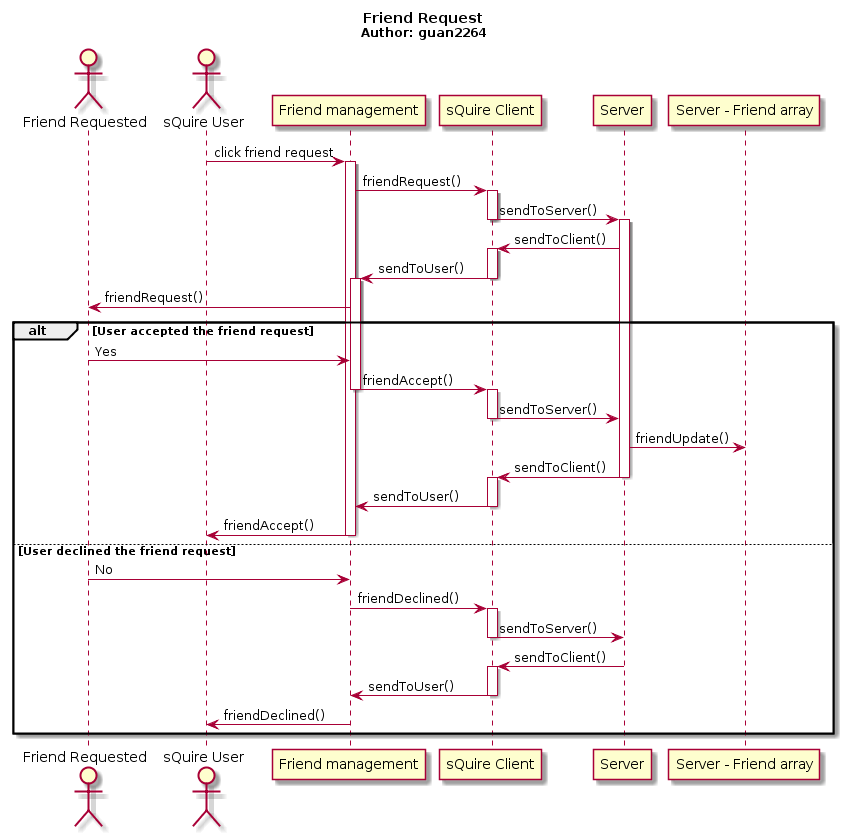 Friend Request
Author: guan2264
Friend Requested
sQuire User
Friend management
sQuire Client
Server
Server - Friend array
click friend request
friendRequest()
sendToServer()
sendToClient()
sendToUser()
friendRequest()
alt
[User accepted the friend request]
Yes
friendAccept()
sendToServer()
friendUpdate()
sendToClient()
sendToUser()
friendAccept()
[User declined the friend request]
No
friendDeclined()
sendToServer()
sendToClient()
sendToUser()
friendDeclined()
Friend Requested
sQuire User
Friend management
sQuire Client
Server
Server - Friend array